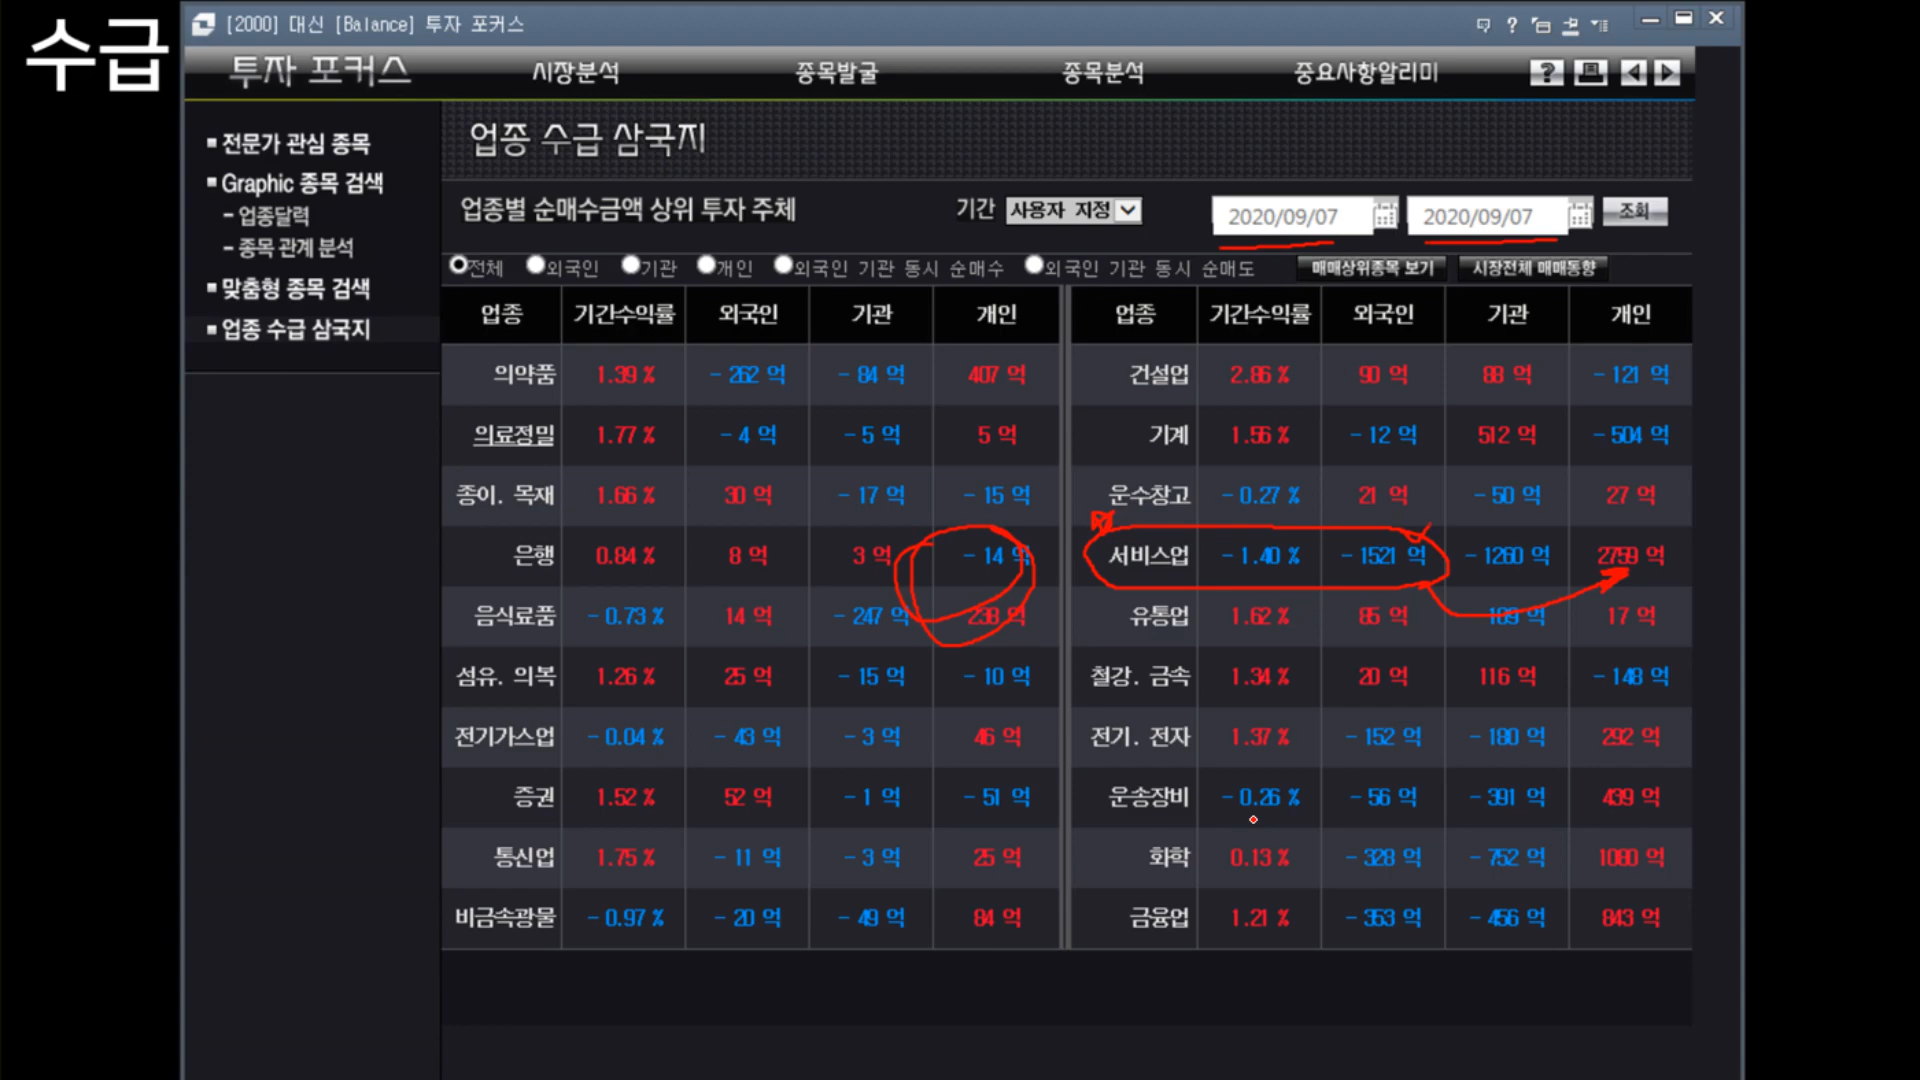 수급
[2000] 대신 [Balance] 투자 포커스
투자 포커스 시장분석 종목발굴 종목분석 중요사항알리미
전문가 관심 종목
Graphic 종목 검색
- 업종달력
- 종목 관계 분석
맞춤형 종목 검색
업종 수급 삼국지
업종 수급 삼국지
업종별 순매수금액 상위 투자 주체 기간 사용자 지정 2020/09/07 2020/09/07 조회
전체 외국인 기관 개인 외국인 기관 동시 순매수 외국인 기관 동시 순매도 매매상위종목 보기 시장전체 매매동향
업종 기간수익률 외국인 기관 개인 업종 기간수익률 외국인 기관 개인
의약품 1.39 % - 262 억 - 84 억 407 억 건설업 2.86 % 90 억 88 억 - 121 억
의료정밀 1.77 % - 4 억 - 5 억 5 억 기계 1.56 % - 12 억 512 억 - 504 억
종이. 목재 1.66 % 30 억 - 17 억 - 15 억 운수창고 - 0.27 % 21 억 - 50 억 27 억
은행 0.84 % 8 억 3 억 - 14 억 서비스업 - 1.40 % - 1521 억 - 1260 억 2759 억
음식료품 - 0.73 % 14 억 - 247 억 238 억 유통업 1.62 % 85 억 - 109 억 17 억
섬유. 의복 1.26 % 25 억 - 15 억 - 10 억 철강. 금속 1.34 % 20 억 116 억 - 148 억
전기가스업 - 0.04 % - 43 억 - 3 억 46 억 전기. 전자 1.37 % - 152 억 - 180 억 292 억
증권 1.52 % 52 억 - 1 억 - 51 억 운송장비 - 0.26 % - 56 억 - 391 억 439 억
통신업 1.75 % - 11 억 - 3 억 25 억 화학 0.13 % - 328 억 - 752 억 1080 억
비금속광물 - 0.97 % - 20 억 - 49 억 84 억 금융업 1.21 % - 353 억 - 456 억 843 억